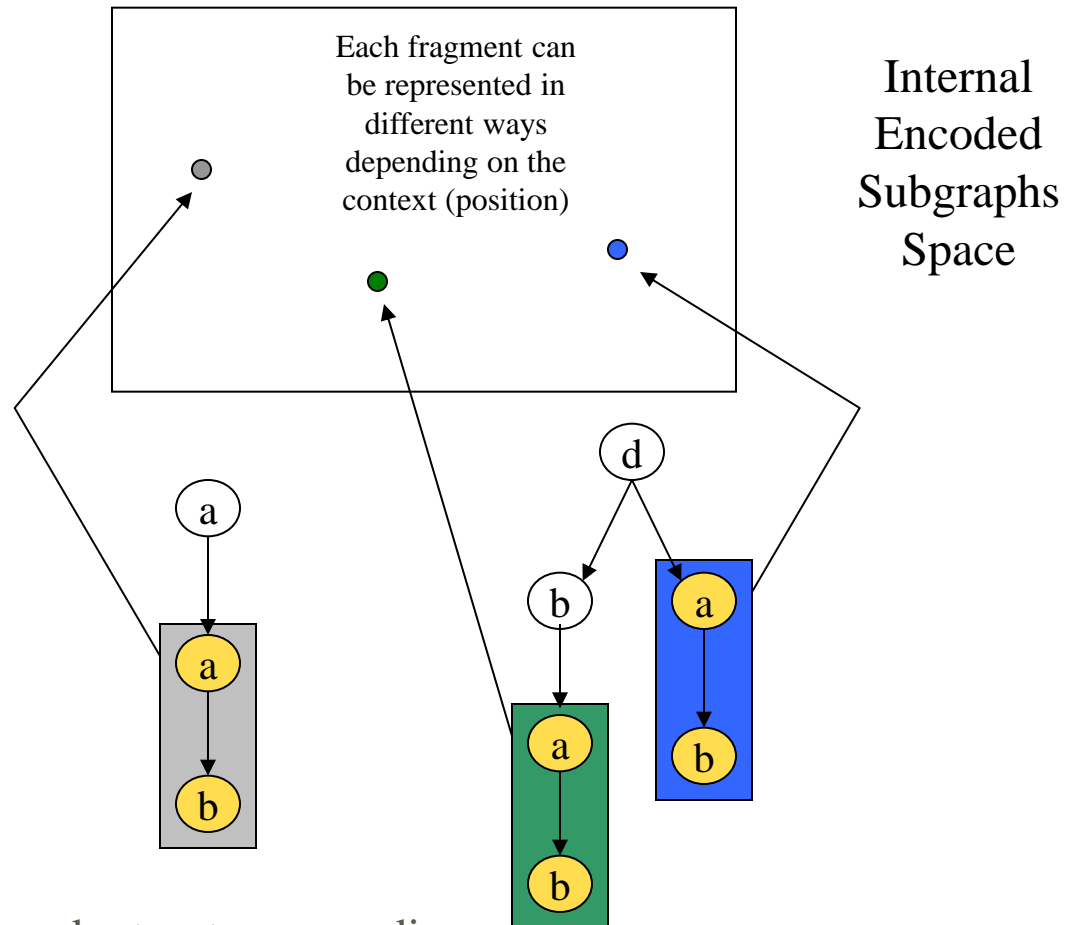 Each fragment can
be represented in
different ways
depending on the
context (position)
Internal
Encoded
Subgraphs
Space
d
a
b
a
a
a
b
b
b